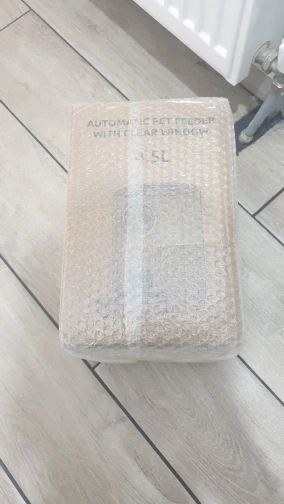 AUTOMATIC PET FEEDER
WITH CLEAR WINDOW
4.5L